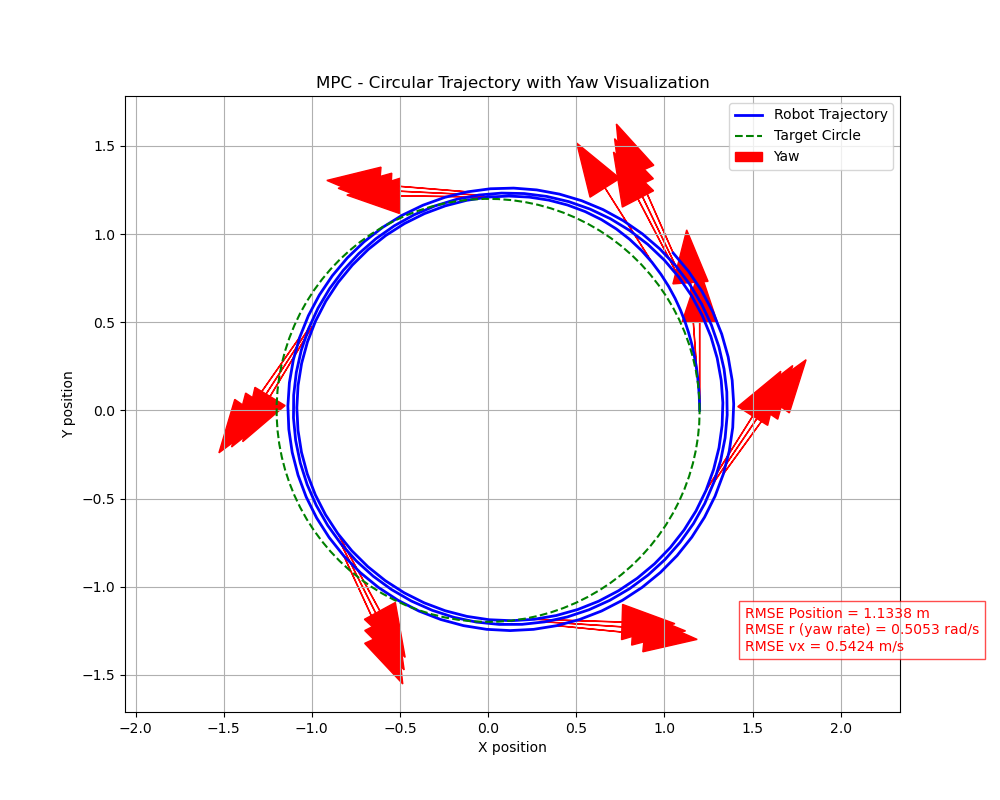 MPC - Circular Trajectory with Yaw Visualization
Robot Trajectory
Target Circle
Yaw
Y position
1.5
1.0
0.5
0.0
−0.5
−1.0
−1.5
RMSE Position = 1.1338 m
RMSE r (yaw rate) = 0.5053 rad/s
RMSE vx = 0.5424 m/s
−2.0 −1.5 −1.0 −0.5 0.0 0.5 1.0 1.5 2.0
X position